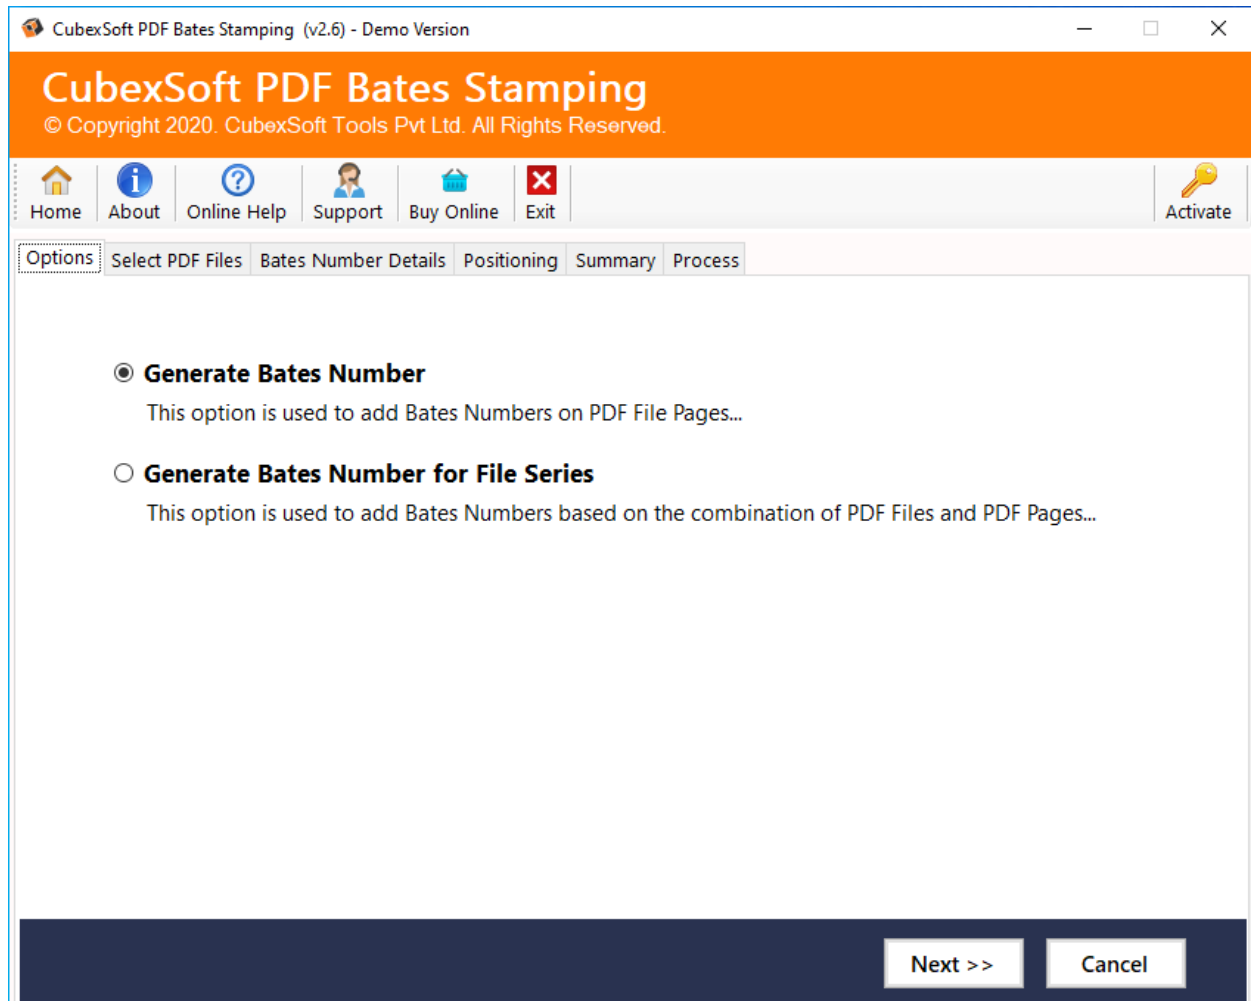 CubexSoft PDF Bates Stamping (v2.6) - Demo Version
CubexSoft PDF Bates Stamping
© Copyright 2020. CubexSoft Tools Pvt Ltd. All Rights Reserved.
Home About Online Help Support Buy Online Exit Activate
Options Select PDF Files Bates Number Details Positioning Summary Process
Generate Bates Number
This option is used to add Bates Numbers on PDF File Pages...
Generate Bates Number for File Series
This option is used to add Bates Numbers based on the combination of PDF Files and PDF Pages...
Next >> Cancel